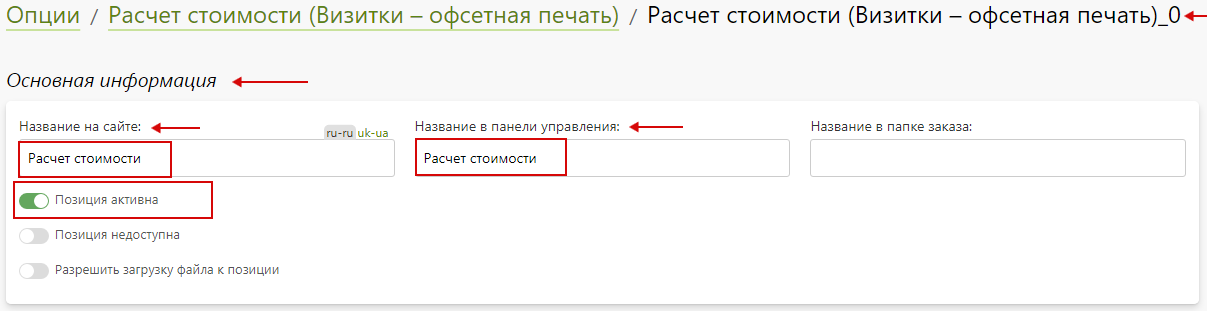 Опции / Расчет стоимости (Визитки – офсетная печать) / Расчет стоимости (Визитки – офсетная печать)_0
Основная информация
Название на сайте: ru-ru uk-ua Название в панели управления: Название в папке заказа:
Расчет стоимости Расчет стоимости
Позиция активна
Позиция недоступна
Разрешить загрузку файла к позиции